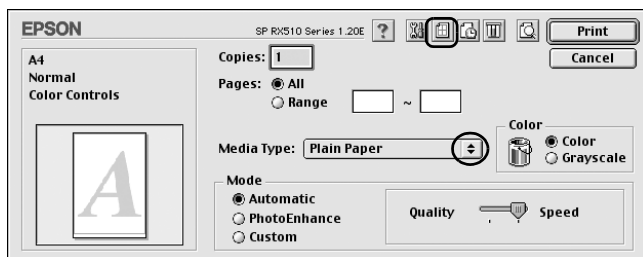 EPSON
SP RX510 Series 1.20E
?
Print
A4
Normal
Color Controls
A
Copies: 1
Cancel
Pages: All
Range ~
Media Type: Plain Paper
Color
Color
Grayscale
Mode
Automatic
PhotoEnhance
Custom
Quality Speed